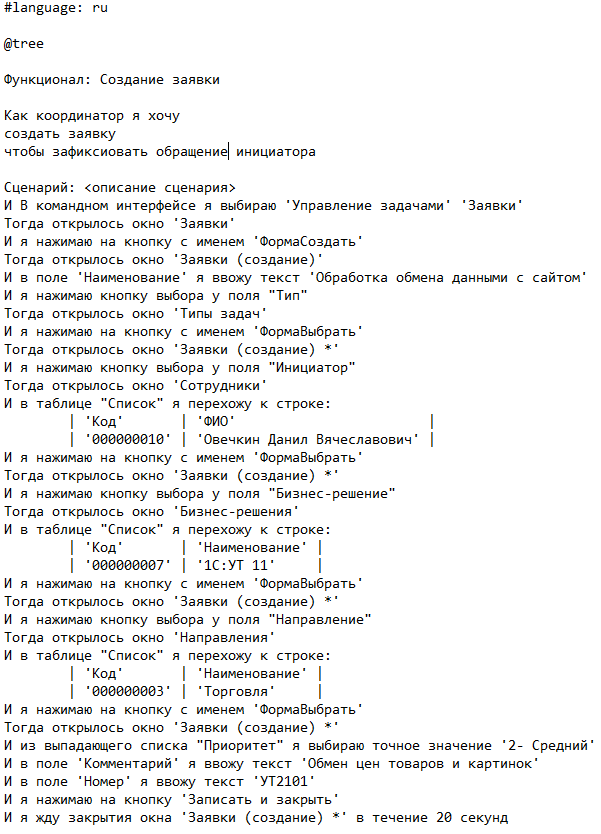 #language: ru
@tree
Функционал: Создание заявки
Как координатор я хочу
создать заявку
чтобы зафиксиовать обращение инициатора
Сценарий: <описание сценария>
И В командном интерфейсе я выбираю 'Управление задачами' 'Заявки'
Тогда открылось окно 'Заявки'
И я нажимаю на кнопку с именем 'ФормаСоздать'
Тогда открылось окно 'Заявки (создание)'
И в поле 'Наименование' я ввожу текст 'Обработка обмена данными с сайтом'
И я нажимаю кнопку выбора у поля "Тип"
Тогда открылось окно 'Типы задач'
И я нажимаю на кнопку с именем 'ФормаВыбрать'
Тогда открылось окно 'Заявки (создание) *'
И я нажимаю кнопку выбора у поля "Инициатор"
Тогда открылось окно 'Сотрудники'
И в таблице "Список" я перехожу к строке:
| 'Код' | 'ФИО' |
| '000000010' | 'Овечкин Данил Вячеславович' |
И я нажимаю на кнопку с именем 'ФормаВыбрать'
Тогда открылось окно 'Заявки (создание) *'
И я нажимаю кнопку выбора у поля "Бизнес-решение"
Тогда открылось окно 'Бизнес-решения'
И в таблице "Список" я перехожу к строке:
| 'Код' | 'Наименование' |
| '000000007' | '1С:УТ 11' |
И я нажимаю на кнопку с именем 'ФормаВыбрать'
Тогда открылось окно 'Заявки (создание) *'
И я нажимаю кнопку выбора у поля "Направление"
Тогда открылось окно 'Направления'
И в таблице "Список" я перехожу к строке:
| 'Код' | 'Наименование' |
| '000000003' | 'Торговля' |
И я нажимаю на кнопку с именем 'ФормаВыбрать'
Тогда открылось окно 'Заявки (создание) *'
И из выпадающего списка "Приоритет" я выбираю точное значение '2- Средний'
И в поле 'Комментарий' я ввожу текст 'Обмен цен товаров и картинок'
И в поле 'Номер' я ввожу текст 'УТ2101'
И я нажимаю на кнопку 'Записать и закрыть'
И я жду закрытия окна 'Заявки (создание) *' в течение 20 секунд